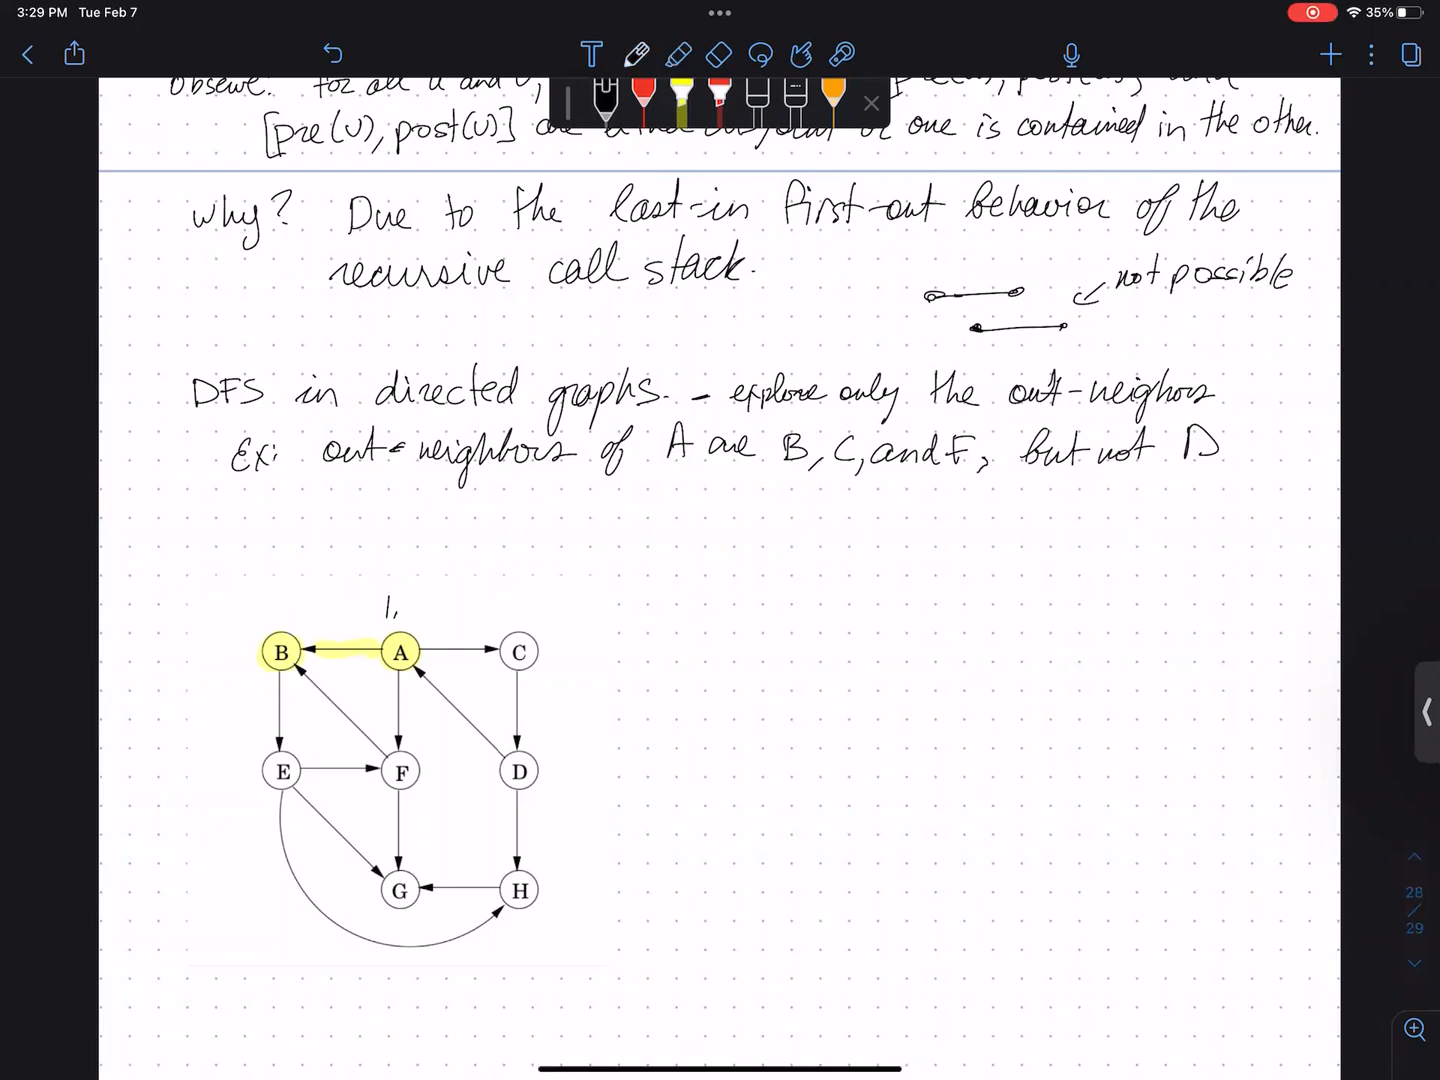 3:29 PM Tue Feb 7
35%
Observe: for all u and v,
[pre(v), post(v)] one is contained in the other.
why? Due to the last-in first-out behavior of the
recursive call stack.
not possible
DFS in directed graphs. - explore only the out-neighors
Ex: out-neighbors of A are B, C, and F, but not D
1,
B A C
E F D
G H
28
/
29